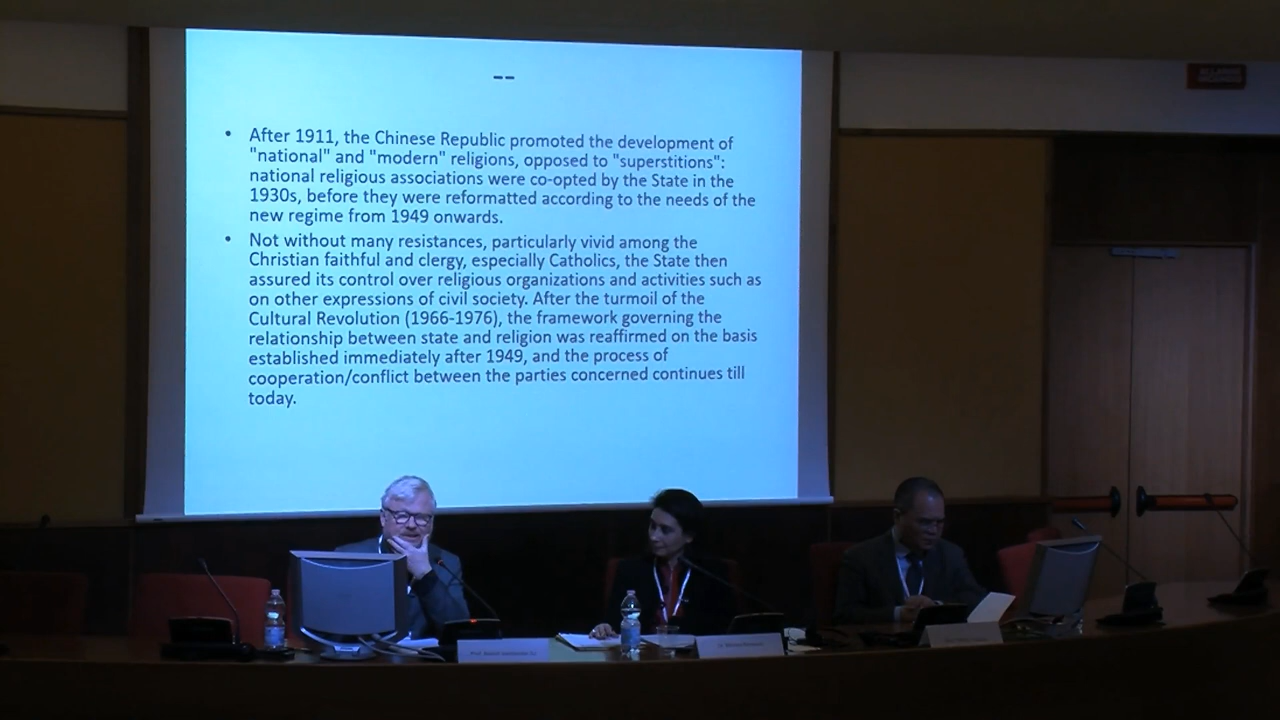 --
• After 1911, the Chinese Republic promoted the development of
"national" and "modern" religions, opposed to "superstitions":
national religious associations were co-opted by the State in the
1930s, before they were reformatted according to the needs of the
new regime from 1949 onwards.
• Not without many resistances, particularly vivid among the
Christian faithful and clergy, especially Catholics, the State then
assured its control over religious organizations and activities such as
on other expressions of civil society. After the turmoil of the
Cultural Revolution (1966-1976), the framework governing the
relationship between state and religion was reaffirmed on the basis
established immediately after 1949, and the process of
cooperation/conflict between the parties concerned continues till
today.